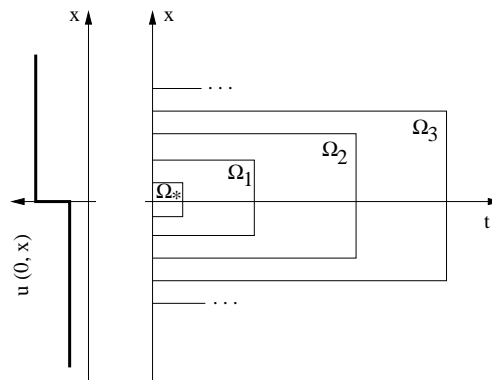 x
x
. . .
Ω3
Ω2
Ω1
Ω*
t
u (0, x)
. . .